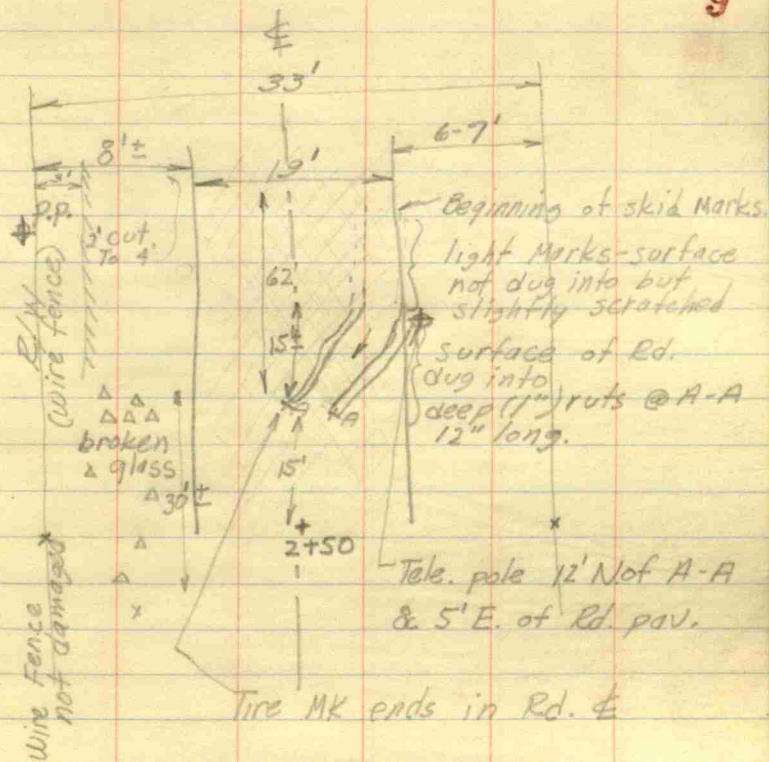 9
℄
33'
8'±
19'
6-7'
P.P.
2' cut
To 4'
R/W
(wire fence)
62'
15'±
Beginning of skid Marks.
light Marks-surface
not dug into but
slightly scratched
surface of Rd.
dug into
deep (1") ruts @ A-A
12" long.
A
A
broken
glass
30'±
15'
2+50
Tele. pole 12' N of A-A
& 5' E. of Rd. pav.
Wire Fence
not damaged
Tire MK ends in Rd. ℄